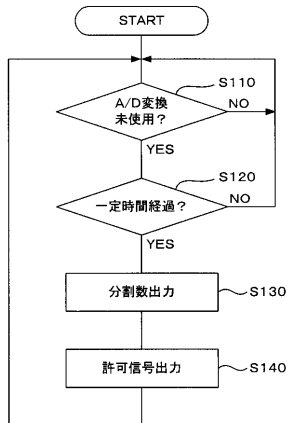 START
S110
A/D変換
未使用？
NO
YES
S120
一定時間経過？
NO
YES
分割数出力
S130
許可信号出力
S140